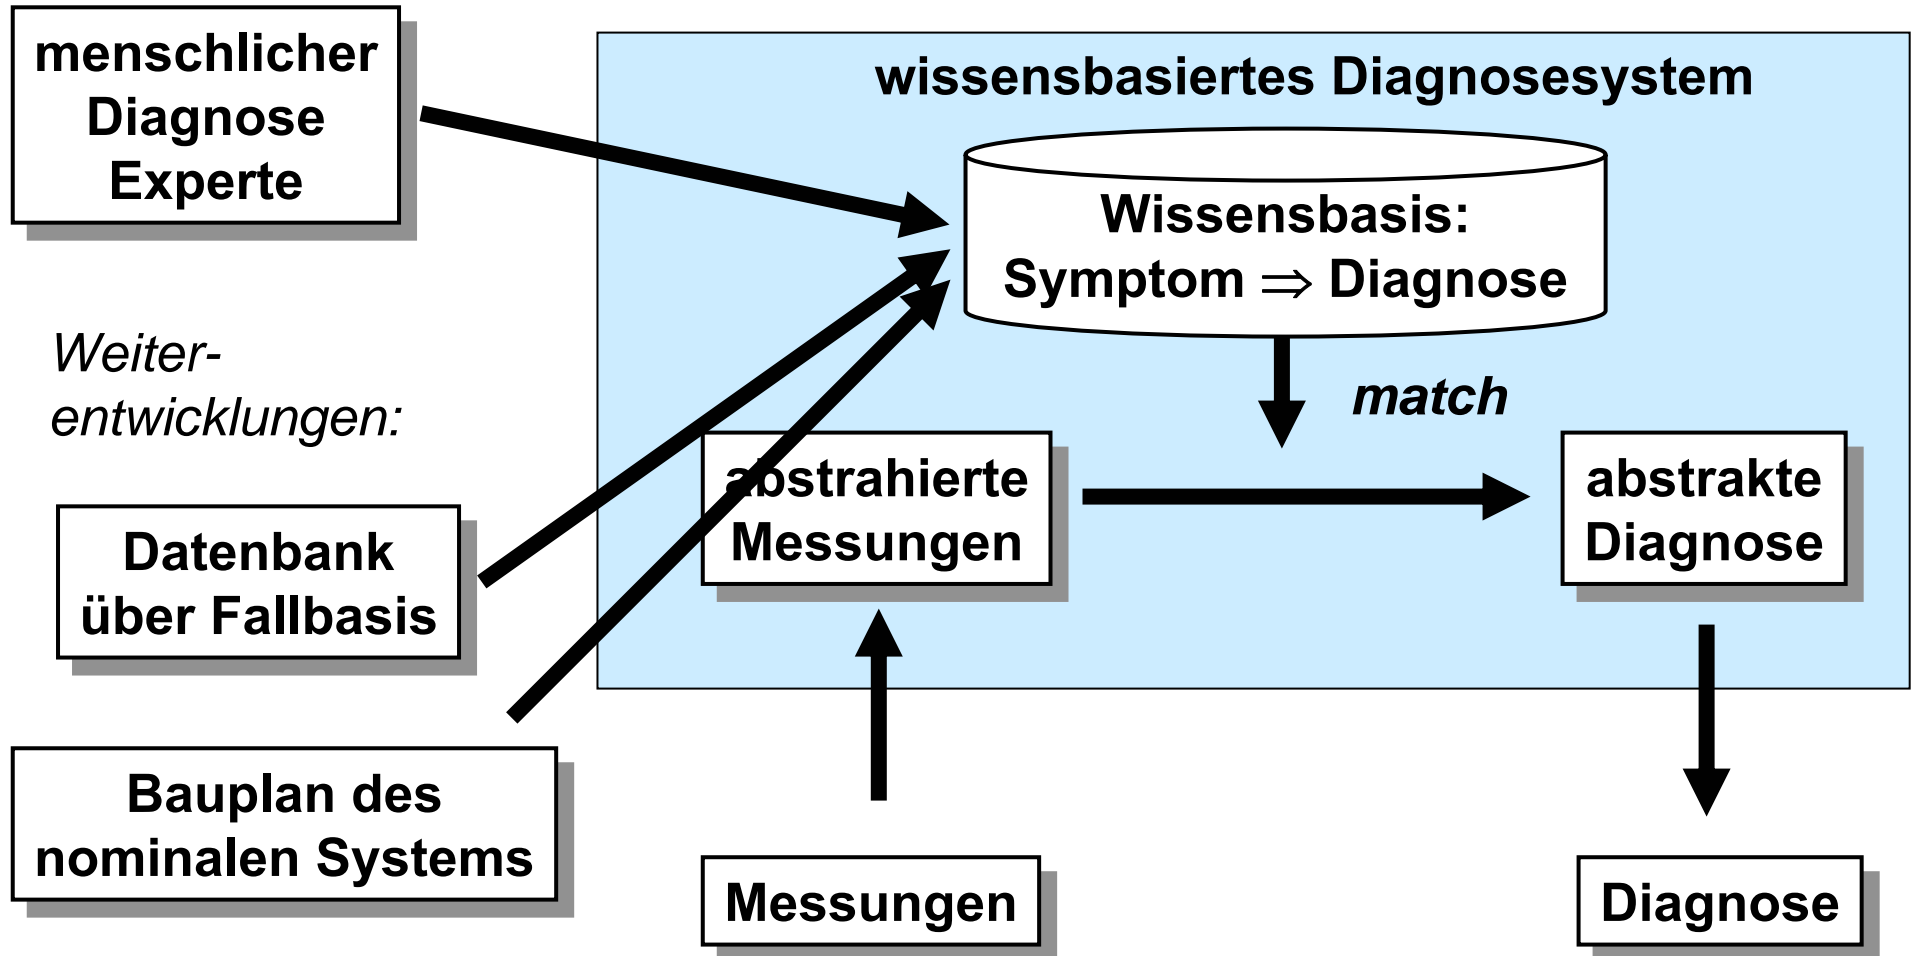 menschlicher
Diagnose
Experte
wissensbasiertes Diagnosesystem
Wissensbasis:
Symptom ⇒ Diagnose
Weiter-
entwicklungen:
match
abstrahierte
Messungen
abstrakte
Diagnose
Datenbank
über Fallbasis
Bauplan des
nominalen Systems
Messungen
Diagnose